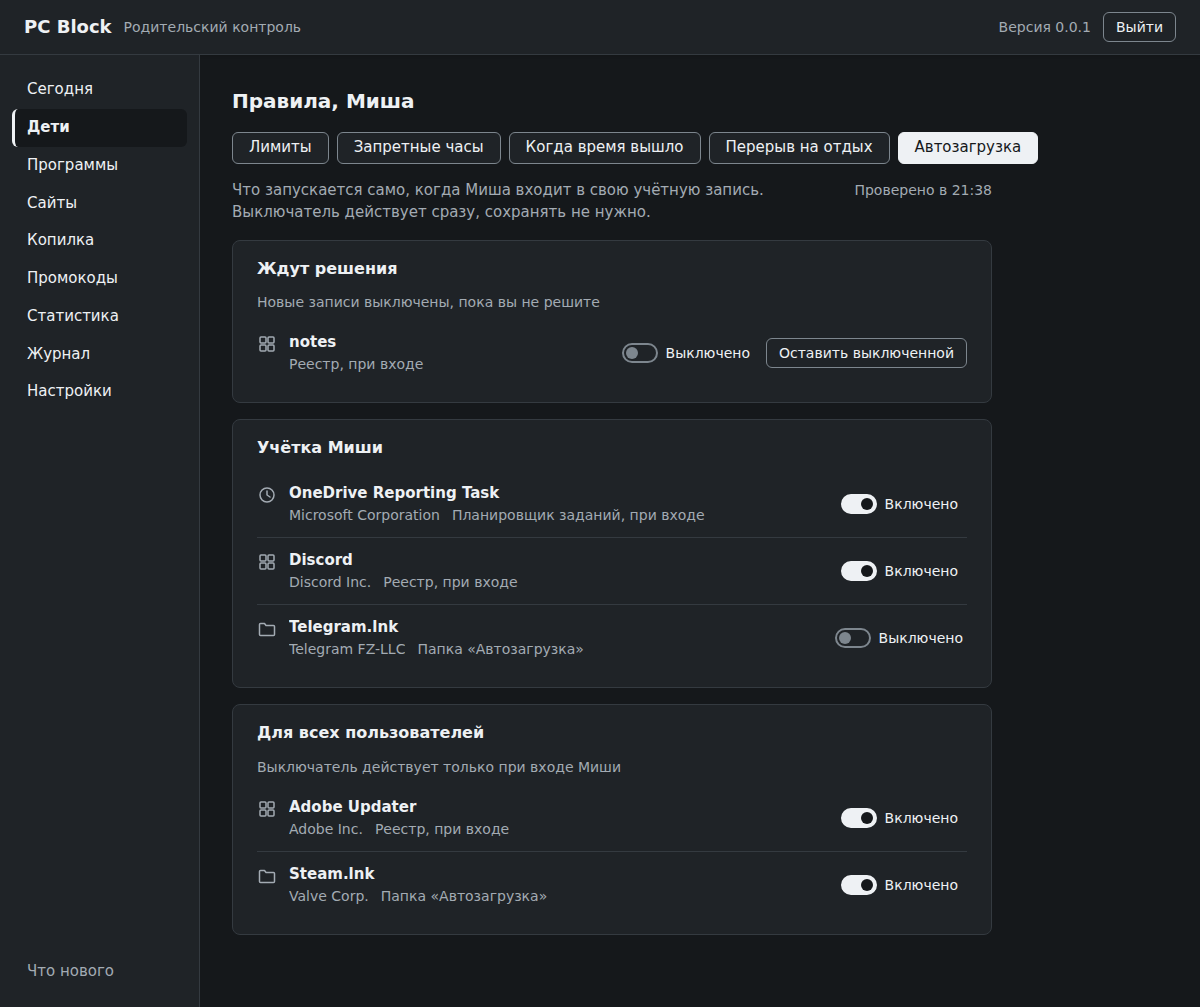 PC Block Родительский контроль Версия 0.0.1 Выйти
Сегодня
Дети
Программы
Сайты
Копилка
Промокоды
Статистика
Журнал
Настройки
Что нового
Правила, Миша
Лимиты Запретные часы Когда время вышло Перерыв на отдых Автозагрузка
Что запускается само, когда Миша входит в свою учётную запись. Проверено в 21:38
Выключатель действует сразу, сохранять не нужно.
Ждут решения
Новые записи выключены, пока вы не решите
notes
Реестр, при входе
Выключено Оставить выключенной
Учётка Миши
OneDrive Reporting Task
Microsoft Corporation Планировщик заданий, при входе
Включено
Discord
Discord Inc. Реестр, при входе
Включено
Telegram.lnk
Telegram FZ-LLC Папка «Автозагрузка»
Выключено
Для всех пользователей
Выключатель действует только при входе Миши
Adobe Updater
Adobe Inc. Реестр, при входе
Включено
Steam.lnk
Valve Corp. Папка «Автозагрузка»
Включено